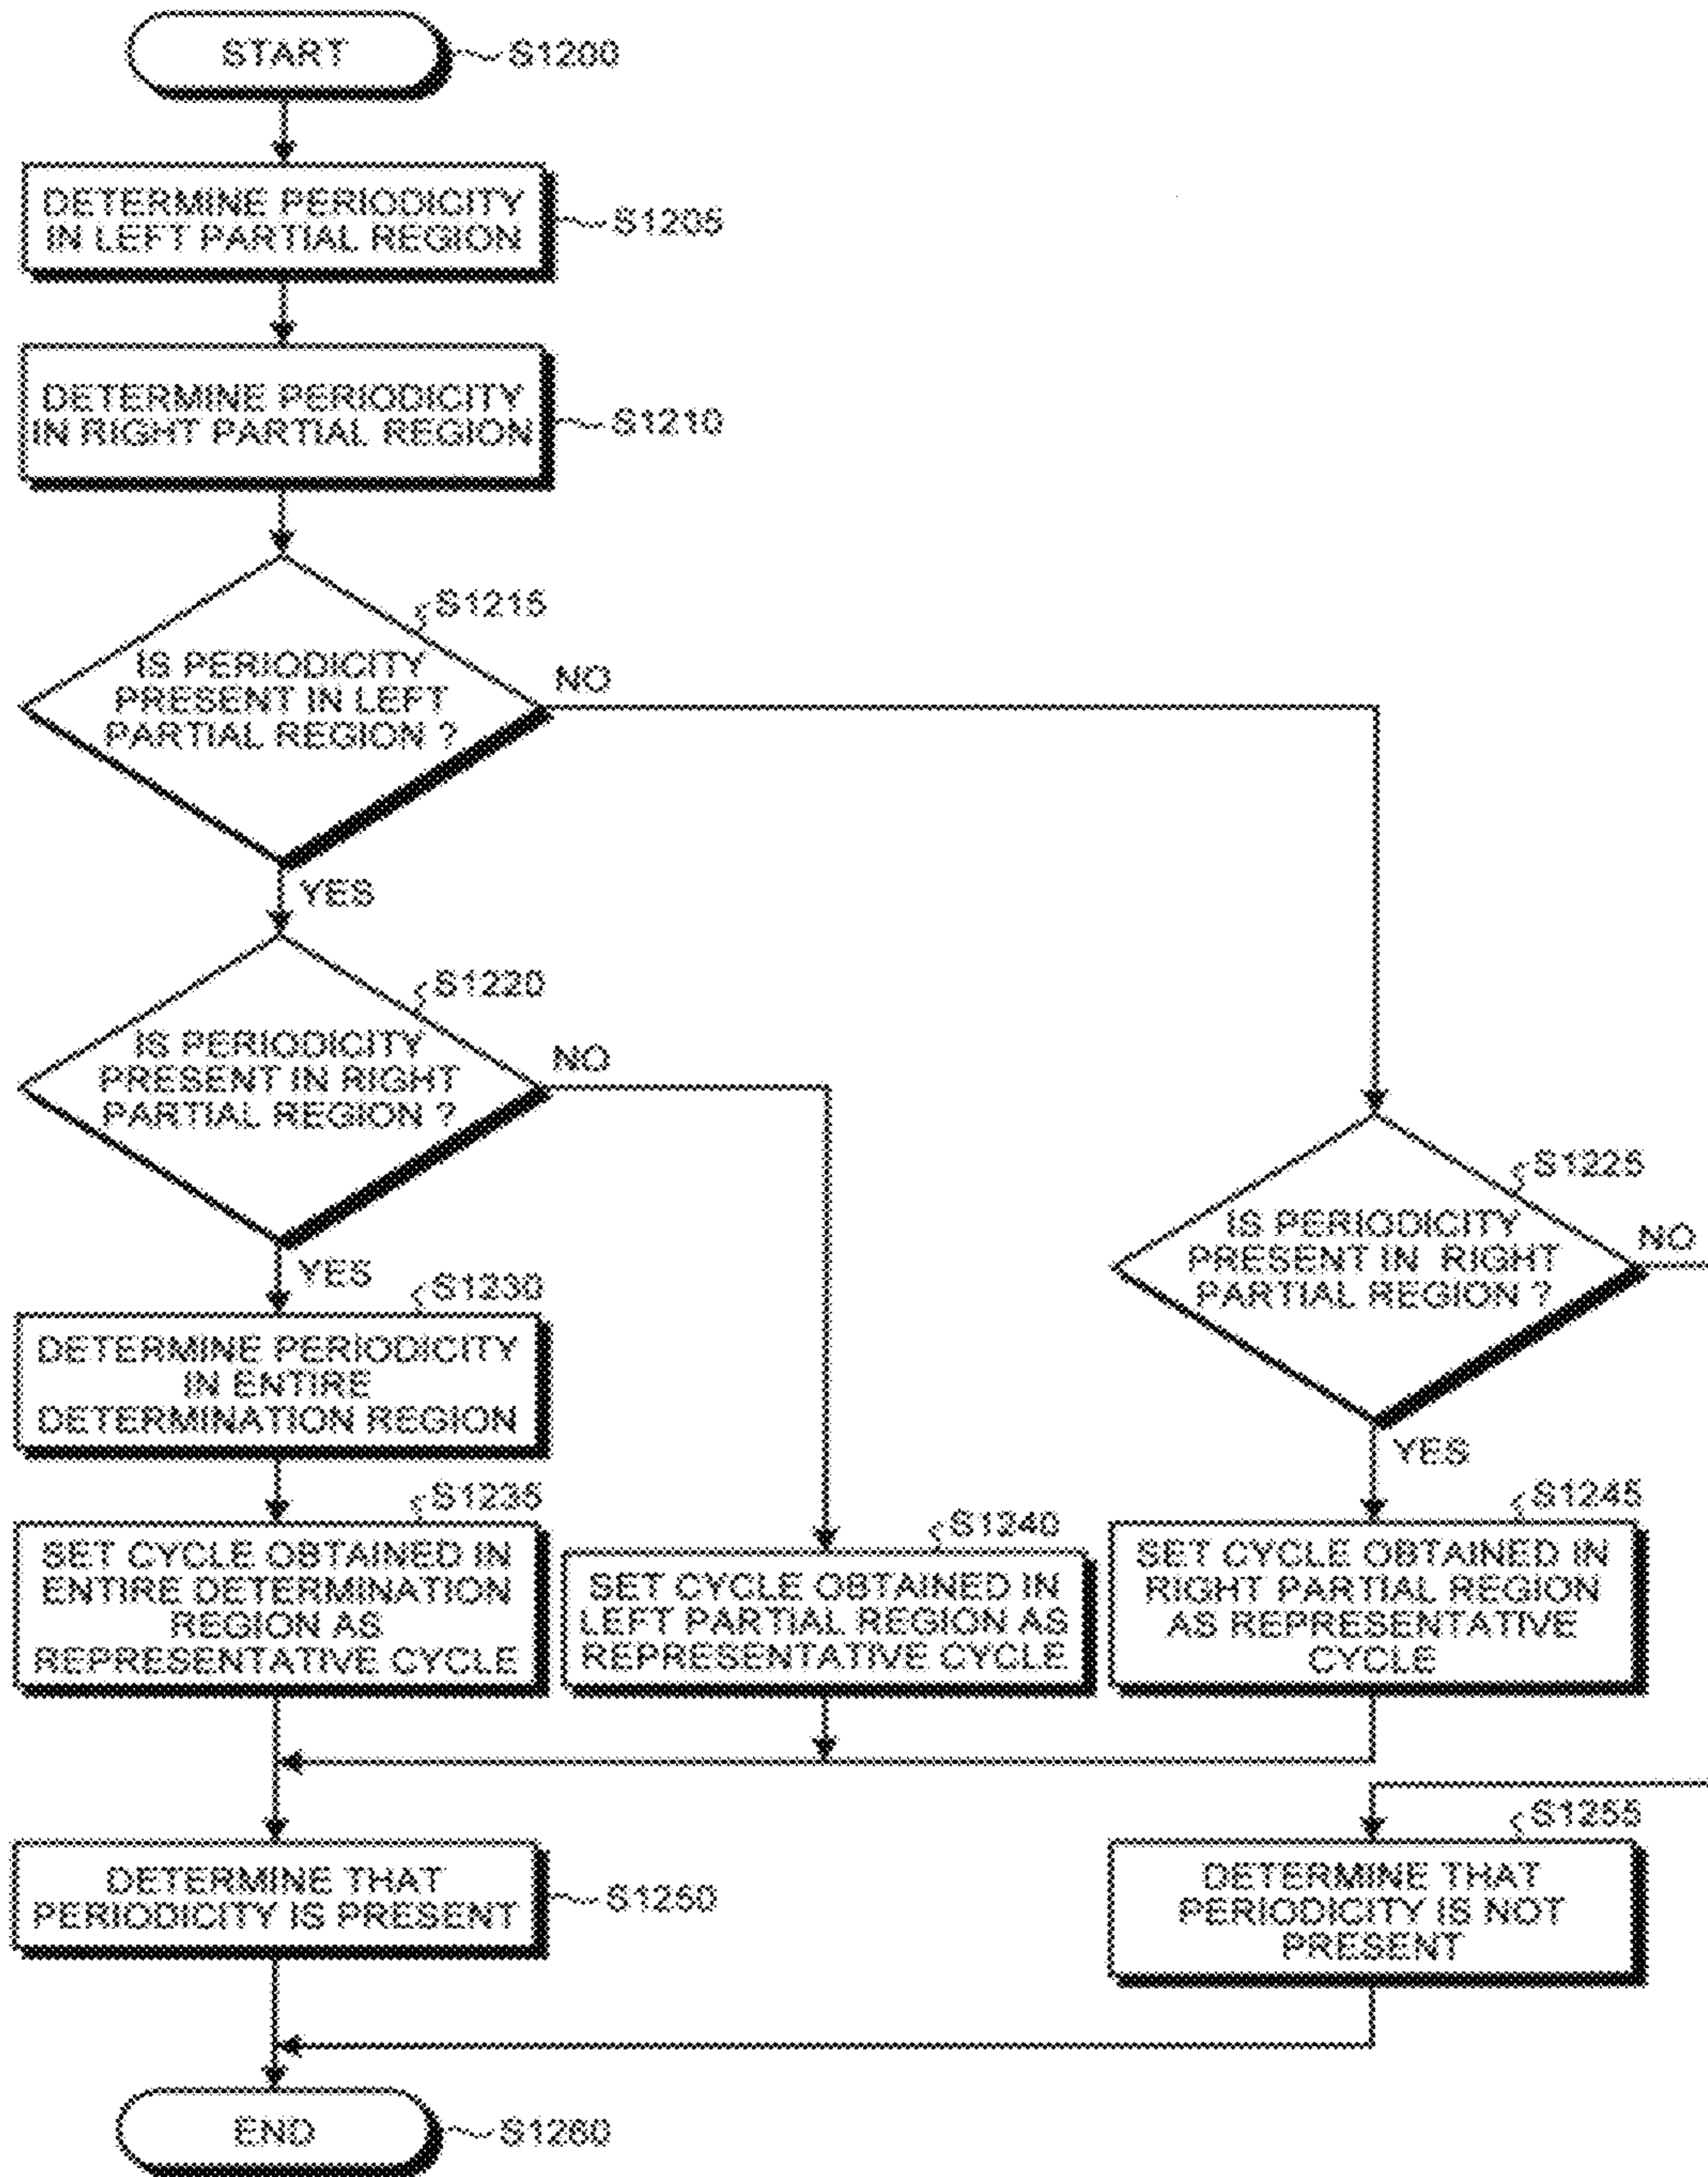 START
S1200
DETERMINE PERIODICITY
IN LEFT PARTIAL REGION
S1205
DETERMINE PERIODICITY
IN RIGHT PARTIAL REGION
S1210
S1215
IS PERIODICITY
PRESENT IN LEFT
PARTIAL REGION ?
NO
YES
S1220
IS PERIODICITY
PRESENT IN RIGHT
PARTIAL REGION ?
NO
YES
S1225
IS PERIODICITY
PRESENT IN RIGHT
PARTIAL REGION ?
NO
YES
S1230
DETERMINE PERIODICITY
IN ENTIRE
DETERMINATION REGION
S1235
SET CYCLE OBTAINED IN
ENTIRE DETERMINATION
REGION AS
REPRESENTATIVE CYCLE
S1240
SET CYCLE OBTAINED IN
LEFT PARTIAL REGION AS
REPRESENTATIVE CYCLE
S1245
SET CYCLE OBTAINED IN
RIGHT PARTIAL REGION
AS REPRESENTATIVE
CYCLE
DETERMINE THAT
PERIODICITY IS PRESENT
S1250
S1255
DETERMINE THAT
PERIODICITY IS NOT
PRESENT
END
S1260